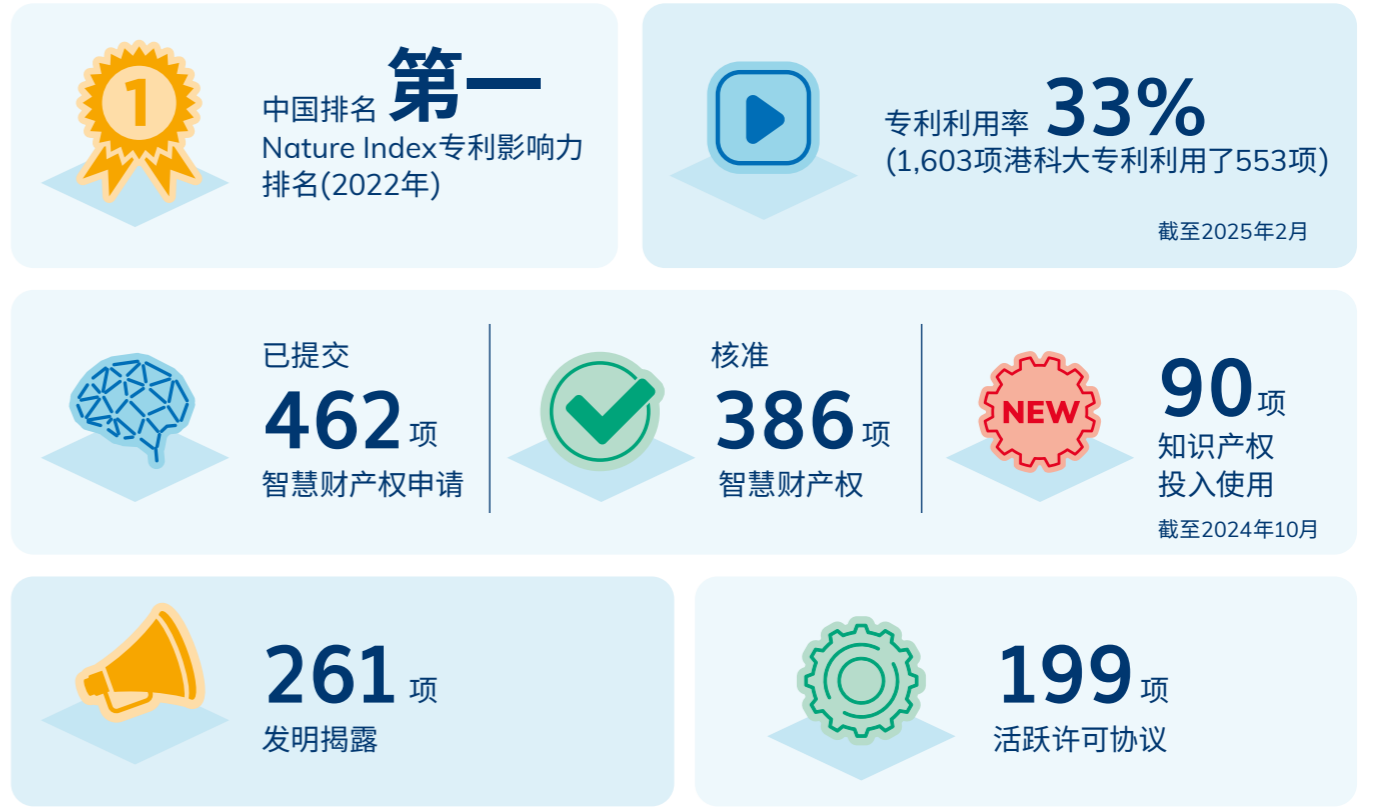 1
中国排名 第一
Nature Index专利影响力
排名(2022年)
专利利用率 33%
(1,603项港科大专利利用了553项)
截至2025年2月
已提交
462 项
智慧财产权申请
核准
386 项
智慧财产权
NEW
90 项
知识产权
投入使用
截至2024年10月
261 项
发明揭露
199 项
活跃许可协议